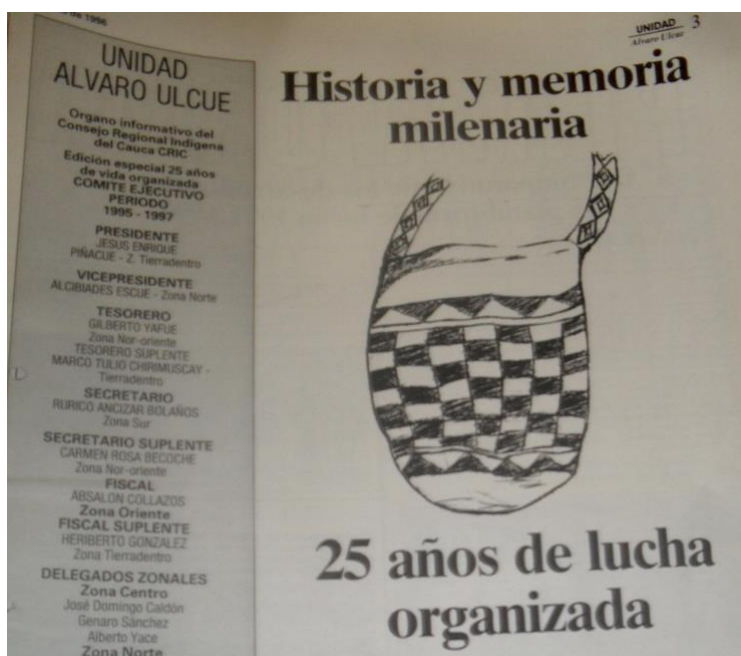 de 1996
UNIDAD
ALVARO ULCUE
Organo informativo del
Consejo Regional Indígena
del Cauca CRIC
Edición especial 25 años
de vida organizada
COMITE EJECUTIVO
PERIODO
1995 - 1997
PRESIDENTE
JESUS ENRIQUE
PIÑACUE - Z. Tierradentro
VICEPRESIDENTE
ALCIBIADES ESCUE - Zona Norte
TESORERO
GILBERTO YAFUE
Zona Nor-oriente
TESORERO SUPLENTE
MARCO TULIO CHIRIMUSCAY -
Tierradentro
SECRETARIO
RURICO ANCIZAR BOLAÑOS
Zona Sur
SECRETARIO SUPLENTE
CARMEN ROSA BECOCHE
Zona Nor-oriente
FISCAL
ABSALON COLLAZOS
Zona Oriente
FISCAL SUPLENTE
HERIBERTO GONZALEZ
Zona Tierradentro
DELEGADOS ZONALES
Zona Centro
José Domingo Caldón
Genaro Sánchez
Alberto Yace
Zona Norte
UNIDAD 3
Alvaro Ulcue
Historia y memoria
milenaria
25 años de lucha
organizada